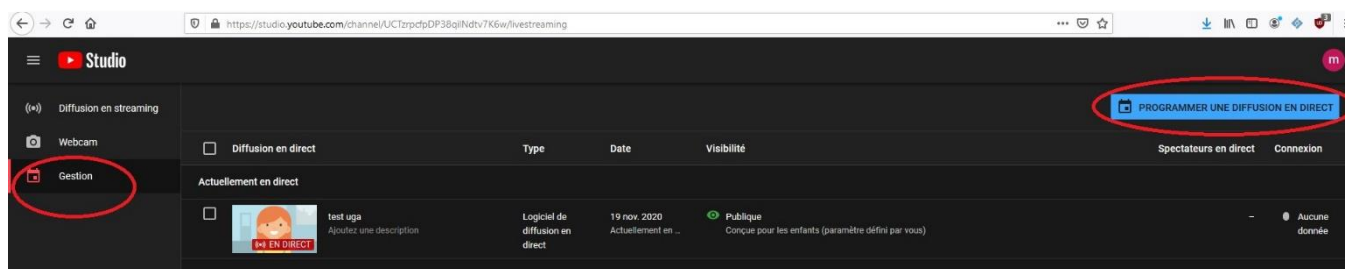 https://studio.youtube.com/channel/UCTzrpcfpDP38qiINdtv7K6w/livestreaming
3
Studio
m
Diffusion en streaming
PROGRAMMER UNE DIFFUSION EN DIRECT
Webcam
Diffusion en direct Type Date Visibilité Spectateurs en direct Connexion
Gestion
Actuellement en direct
test uga Logiciel de 19 nov. 2020 Publique – Aucune
Ajoutez une description diffusion en Actuellement en ... Conçue pour les enfants (paramètre défini par vous) donnée
EN DIRECT direct